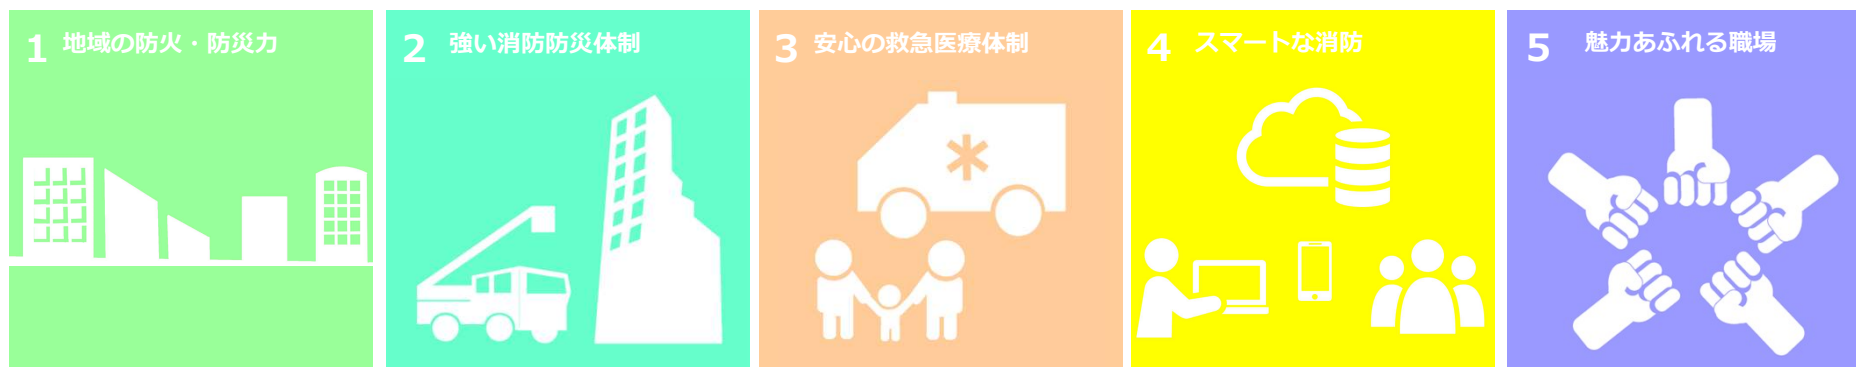 1 地域の防火・防災力
2 強い消防防災体制
3 安心の救急医療体制
4 スマートな消防
5 魅力あふれる職場